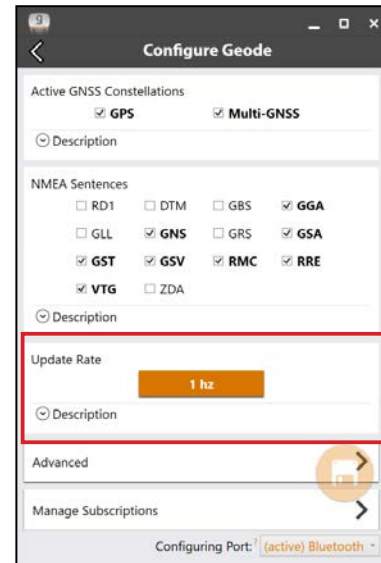 9
Configure Geode
Active GNSS Constellations
GPS Multi-GNSS
Description
NMEA Sentences
RD1 DTM GBS GGA
GLL GNS GRS GSA
GST GSV RMC RRE
VTG ZDA
Description
Update Rate
1 hz
Description
Advanced
Manage Subscriptions
Configuring Port:? (active) Bluetooth